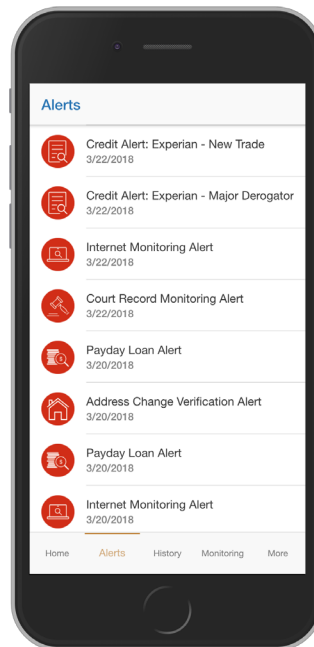 Alerts
Credit Alert: Experian - New Trade
3/22/2018
Credit Alert: Experian - Major Derogator
3/22/2018
Internet Monitoring Alert
3/22/2018
Court Record Monitoring Alert
3/22/2018
Payday Loan Alert
3/20/2018
Address Change Verification Alert
3/20/2018
Payday Loan Alert
3/20/2018
Internet Monitoring Alert
3/20/2018
Home Alerts History Monitoring More